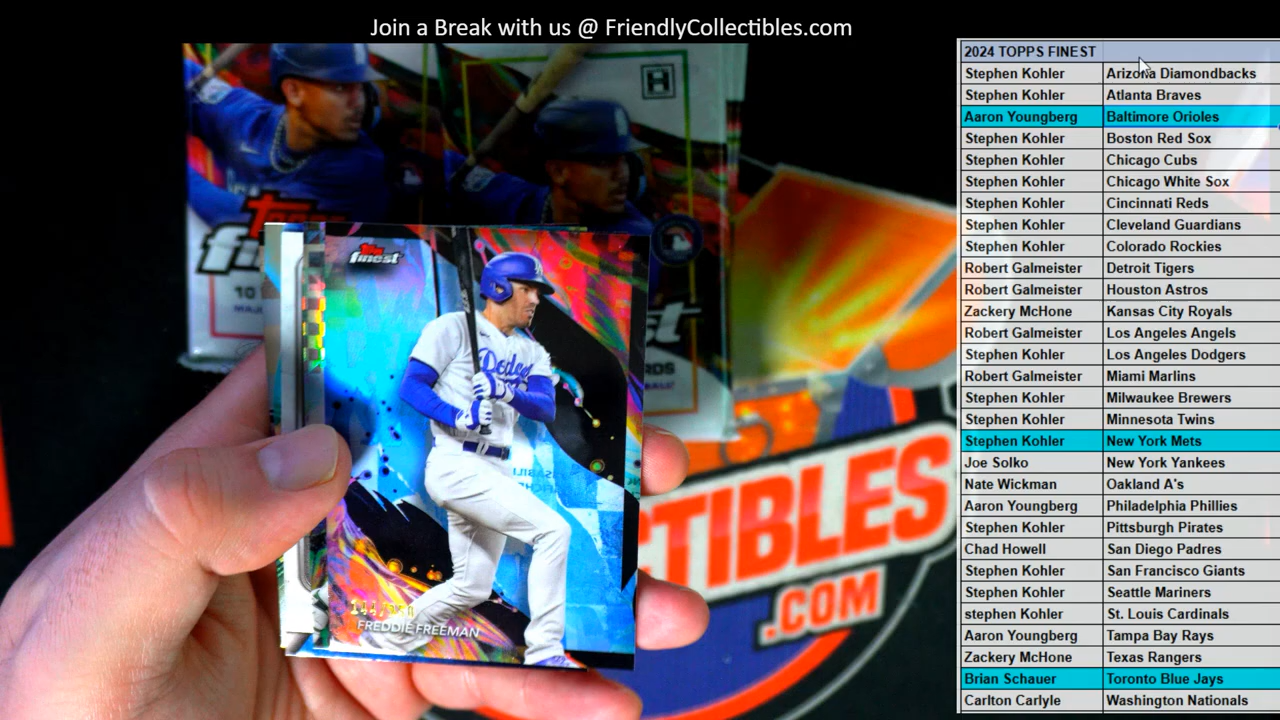 Join a Break with us @ FriendlyCollectibles.com
2024 TOPPS FINEST
Stephen Kohler Arizona Diamondbacks
Stephen Kohler Atlanta Braves
Aaron Youngberg Baltimore Orioles
Stephen Kohler Boston Red Sox
Stephen Kohler Chicago Cubs
Stephen Kohler Chicago White Sox
Stephen Kohler Cincinnati Reds
Stephen Kohler Cleveland Guardians
Stephen Kohler Colorado Rockies
Robert Galmeister Detroit Tigers
Robert Galmeister Houston Astros
Zackery McHone Kansas City Royals
Robert Galmeister Los Angeles Angels
Stephen Kohler Los Angeles Dodgers
Robert Galmeister Miami Marlins
Stephen Kohler Milwaukee Brewers
Stephen Kohler Minnesota Twins
Stephen Kohler New York Mets
Joe Solko New York Yankees
Nate Wickman Oakland A's
Aaron Youngberg Philadelphia Phillies
Stephen Kohler Pittsburgh Pirates
Chad Howell San Diego Padres
Stephen Kohler San Francisco Giants
Stephen Kohler Seattle Mariners
stephen Kohler St. Louis Cardinals
Aaron Youngberg Tampa Bay Rays
Zackery McHone Texas Rangers
Brian Schauer Toronto Blue Jays
Carlton Carlyle Washington Nationals
H
Topps
finest
Dodgers
FREDDIE FREEMAN
10
CTIBLES
.COM